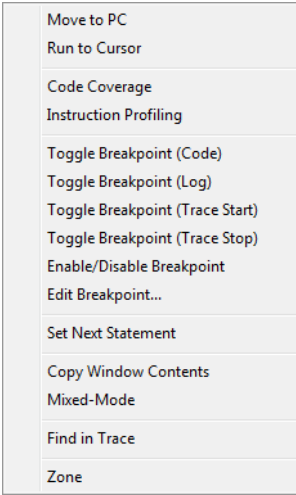 Move to PC
Run to Cursor
Code Coverage
Instruction Profiling
Toggle Breakpoint (Code)
Toggle Breakpoint (Log)
Toggle Breakpoint (Trace Start)
Toggle Breakpoint (Trace Stop)
Enable/Disable Breakpoint
Edit Breakpoint...
Set Next Statement
Copy Window Contents
Mixed-Mode
Find in Trace
Zone